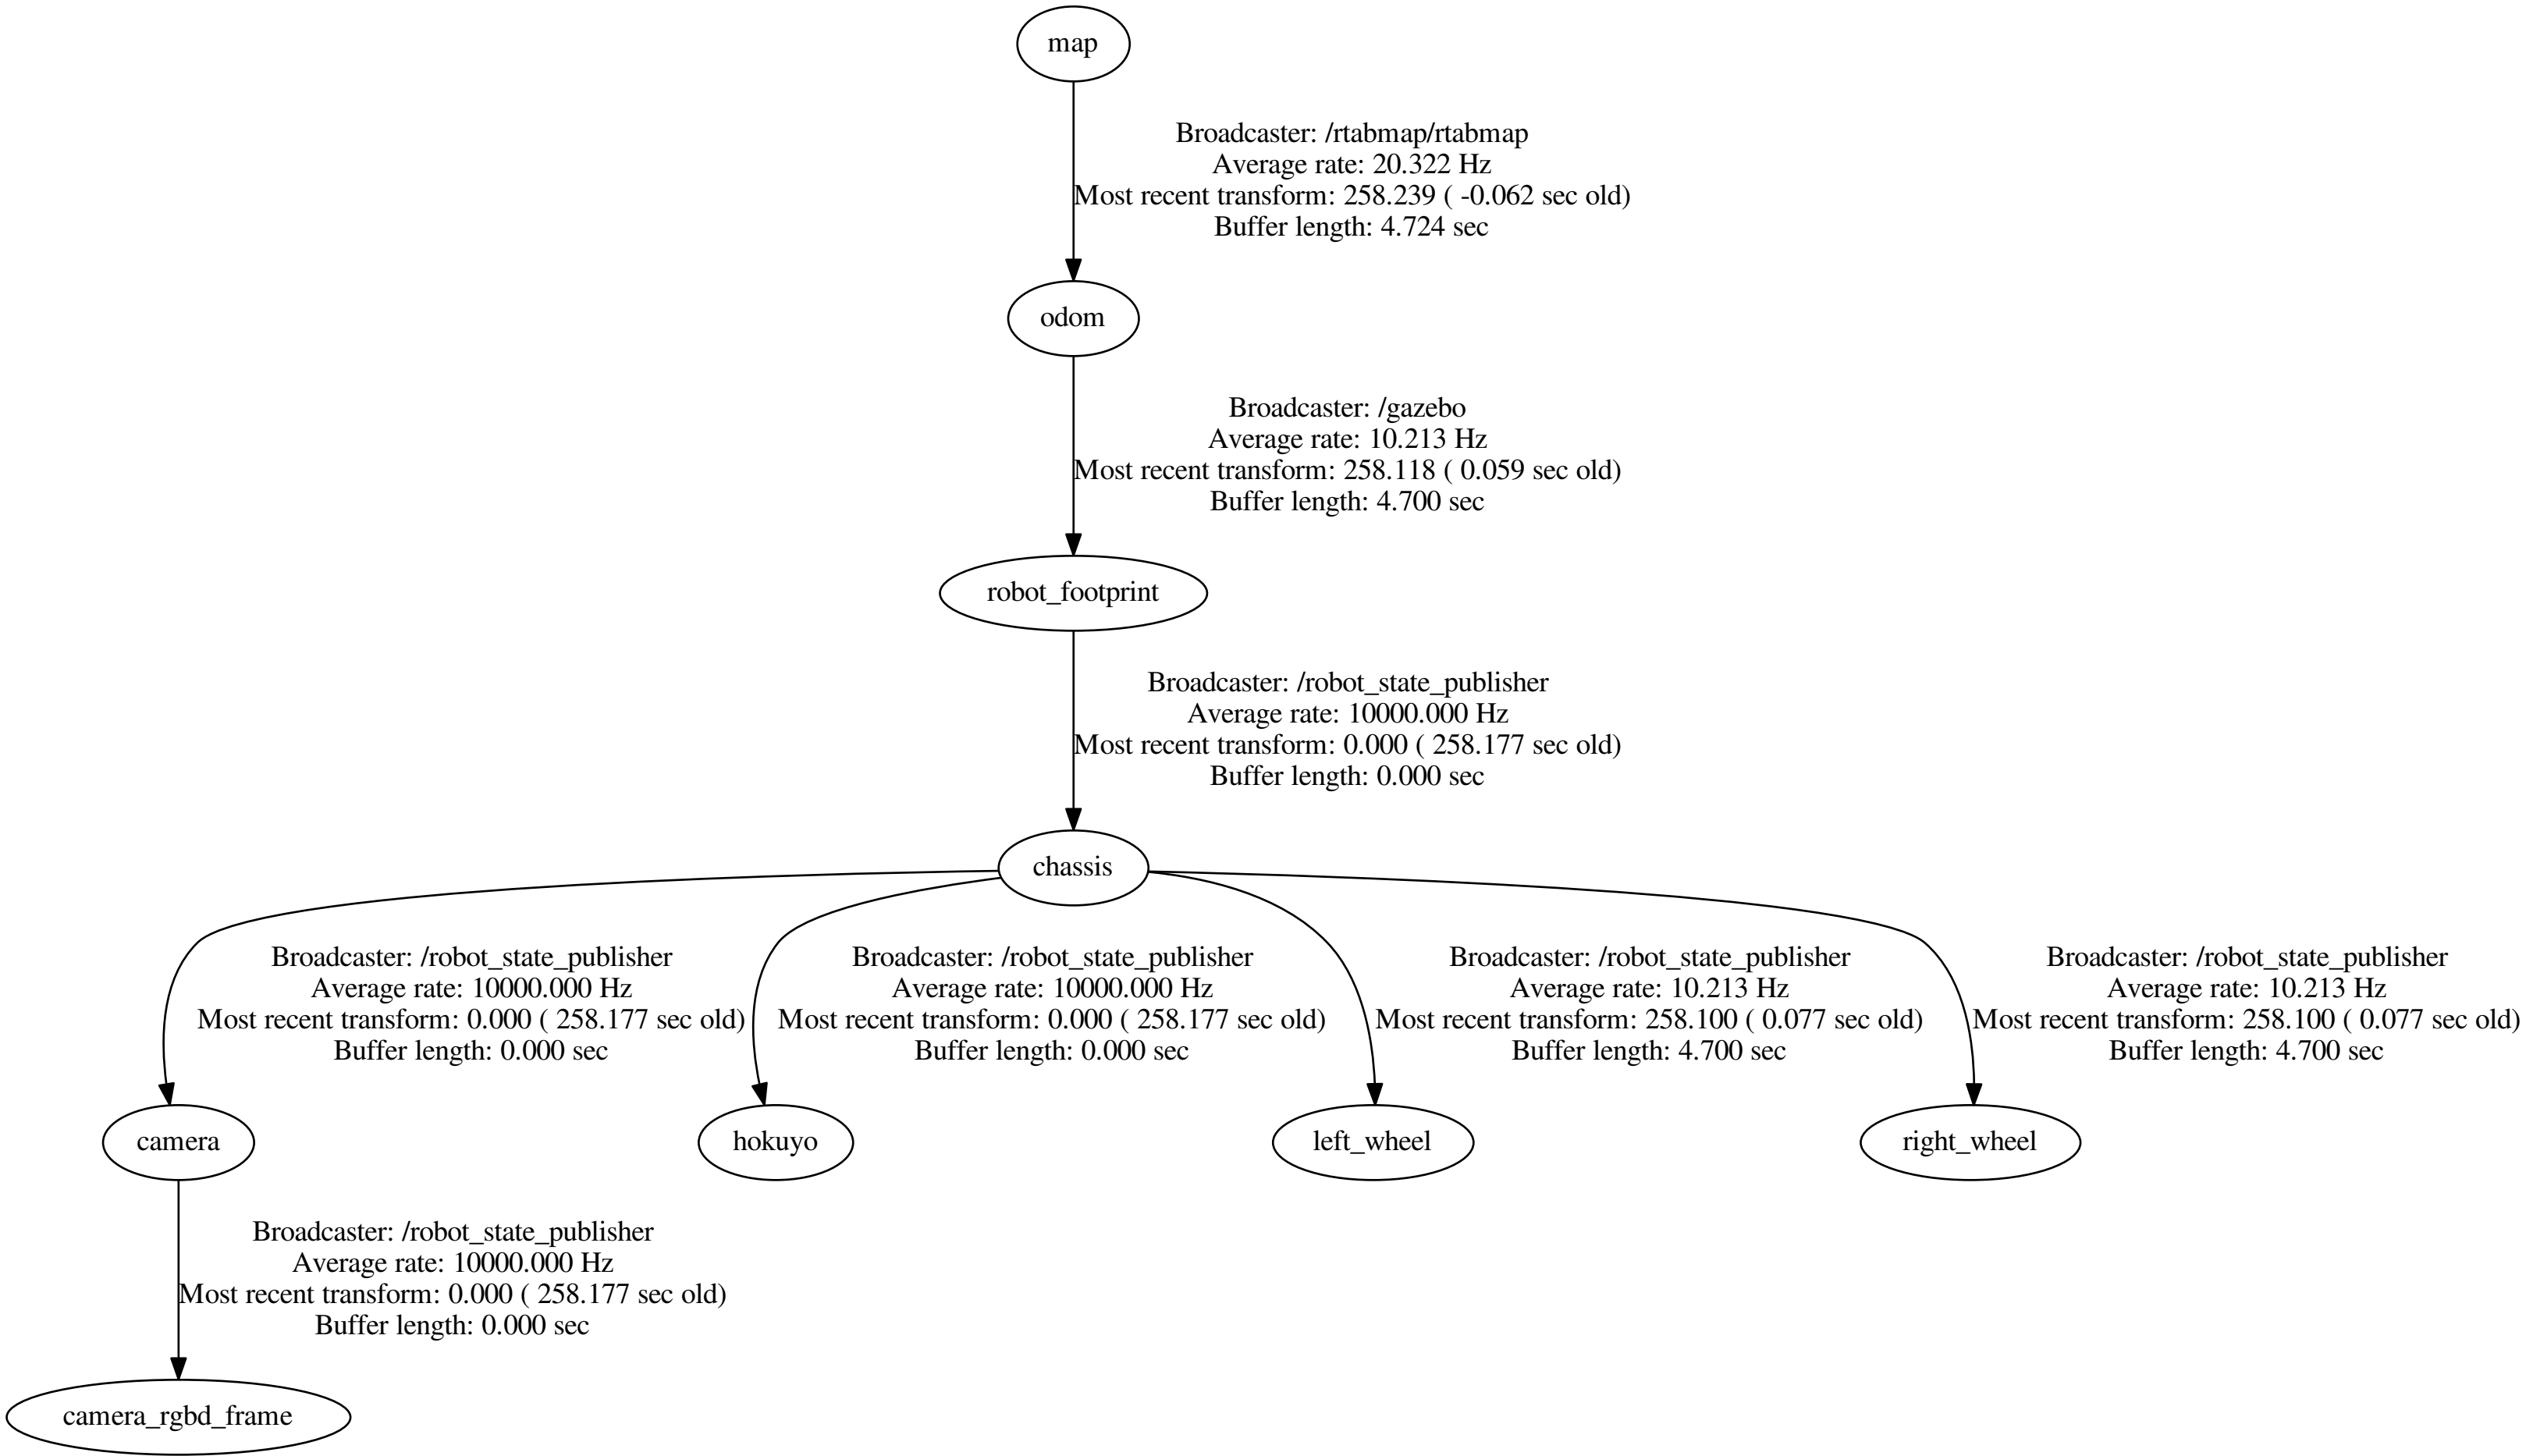 map
Broadcaster: /rtabmap/rtabmap
Average rate: 20.322 Hz
Most recent transform: 258.239 ( -0.062 sec old)
Buffer length: 4.724 sec
odom
Broadcaster: /gazebo
Average rate: 10.213 Hz
Most recent transform: 258.118 ( 0.059 sec old)
Buffer length: 4.700 sec
robot_footprint
Broadcaster: /robot_state_publisher
Average rate: 10000.000 Hz
Most recent transform: 0.000 ( 258.177 sec old)
Buffer length: 0.000 sec
chassis
Broadcaster: /robot_state_publisher
Average rate: 10000.000 Hz
Most recent transform: 0.000 ( 258.177 sec old)
Buffer length: 0.000 sec
Broadcaster: /robot_state_publisher
Average rate: 10000.000 Hz
Most recent transform: 0.000 ( 258.177 sec old)
Buffer length: 0.000 sec
Broadcaster: /robot_state_publisher
Average rate: 10.213 Hz
Most recent transform: 258.100 ( 0.077 sec old)
Buffer length: 4.700 sec
Broadcaster: /robot_state_publisher
Average rate: 10.213 Hz
Most recent transform: 258.100 ( 0.077 sec old)
Buffer length: 4.700 sec
camera
hokuyo
left_wheel
right_wheel
Broadcaster: /robot_state_publisher
Average rate: 10000.000 Hz
Most recent transform: 0.000 ( 258.177 sec old)
Buffer length: 0.000 sec
camera_rgbd_frame